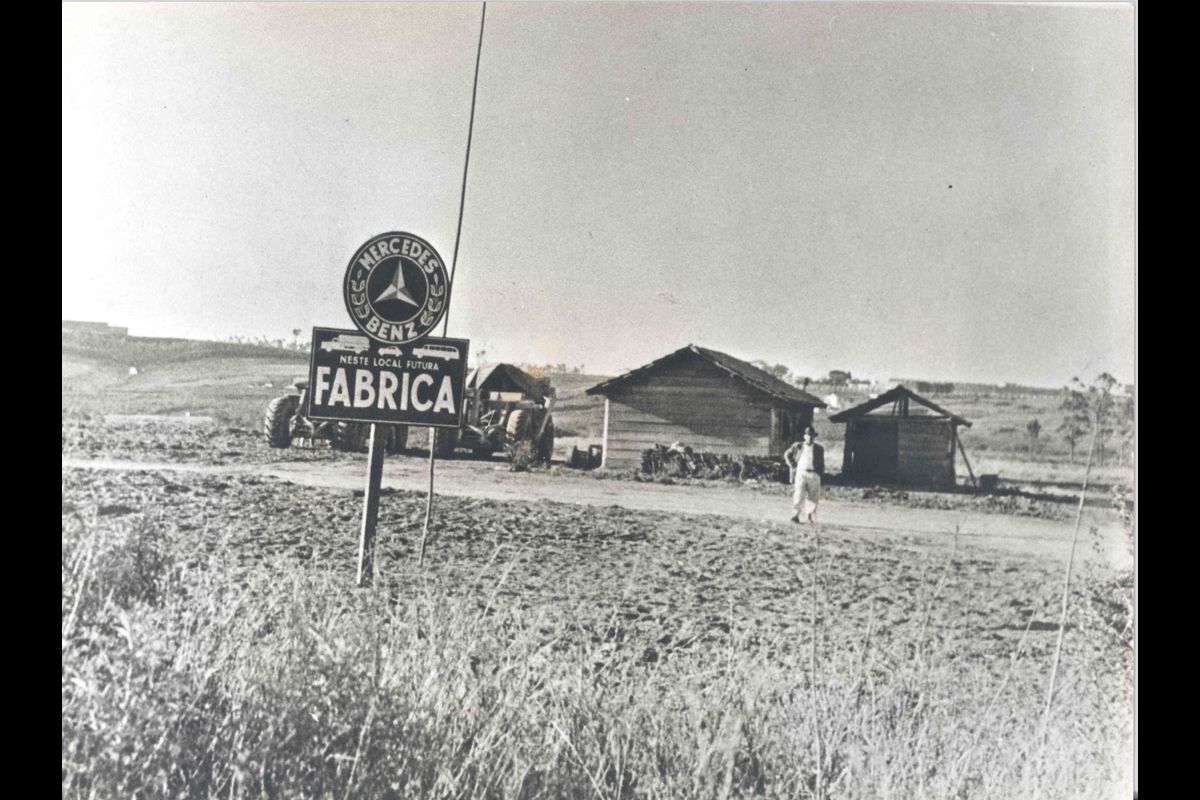 MERCEDES
BENZ
NESTE LOCAL FUTURA
FABRICA